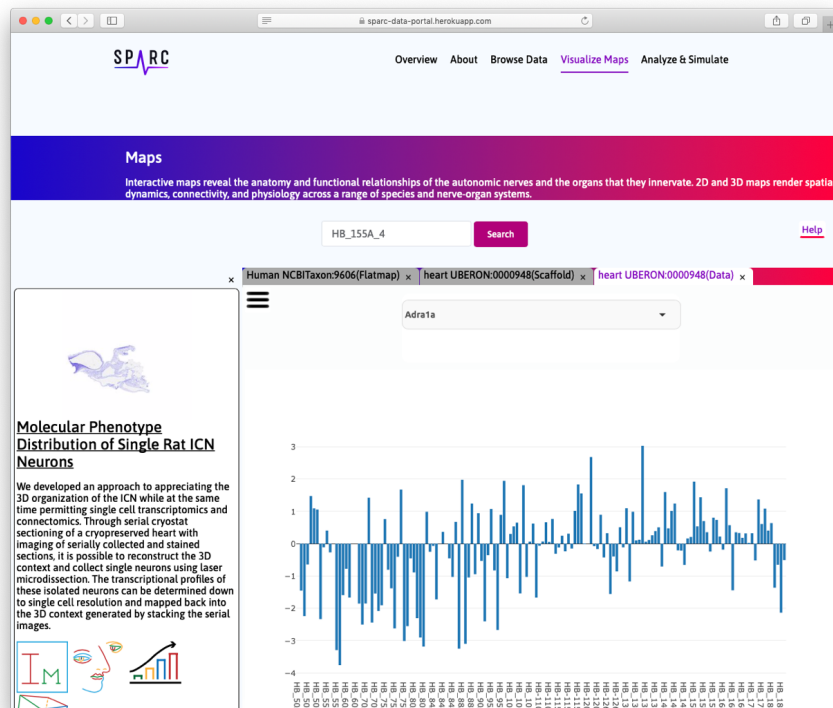 sparc-data-portal.herokuapp.com
SPARC
Overview About Browse Data Visualize Maps Analyze & Simulate
Maps
Interactive maps reveal the anatomy and functional relationships of the autonomic nerves and the organs that they innervate. 2D and 3D maps render spatia
dynamics, connectivity, and physiology across a range of species and nerve-organ systems.
HB_155A_4
Search
Help
×
Human NCBITaxon:9606(Flatmap) × heart UBERON:0000948(Scaffold) × heart UBERON:0000948(Data) ×
Adra1a
Molecular Phenotype
Distribution of Single Rat ICN
Neurons
We developed an approach to appreciating the
3D organization of the ICN while at the same
time permitting single cell transcriptomics and
connectomics. Through serial cryostat
sectioning of a cryopreserved heart with
imaging of serially collected and stained
sections, it is possible to reconstruct the 3D
context and collect single neurons using laser
microdissection. The transcriptional profiles of
these isolated neurons can be determined down
to single cell resolution and mapped back into
the 3D context generated by stacking the serial
images.
IM
3
2
1
0
−1
−2
−3
−4